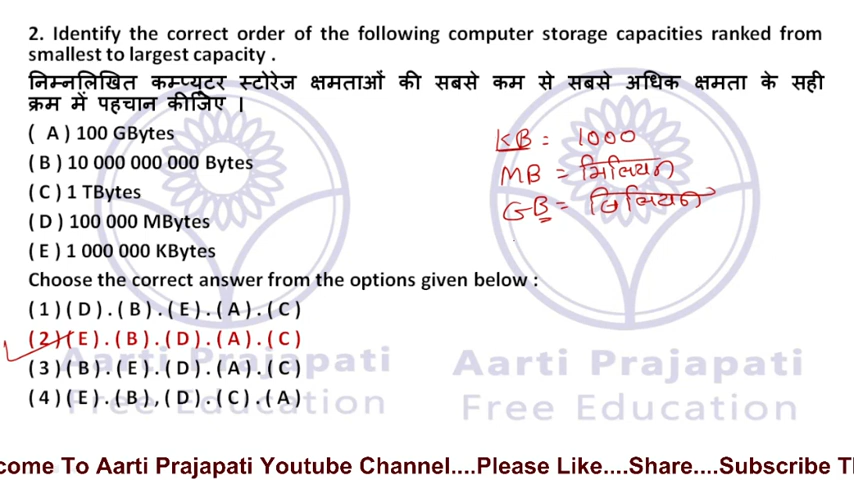 2. Identify the correct order of the following computer storage capacities ranked from
smallest to largest capacity .
निम्नलिखित कम्प्यूटर स्टोरेज क्षमताओं की सबसे कम से सबसे अधिक क्षमता के सही
क्रम में पहचान कीजिए ।
( A ) 100 GBytes
( B ) 10 000 000 000 Bytes
( C ) 1 TBytes
( D ) 100 000 MBytes
( E ) 1 000 000 KBytes
KB = 1000
MB = मिलियन
GB = बिलियन
Choose the correct answer from the options given below :
( 1 ) ( D ) . ( B ) . ( E ) . ( A ) . ( C )
( 2 ) ( E ) . ( B ) . ( D ) . ( A ) . ( C )
( 3 ) ( B ) . ( E ) . ( D ) . ( A ) . ( C )
( 4 ) ( E ) . ( B ) , ( D ) . ( C ) . ( A )
Aarti Prajapati
Free Education
Aarti Prajapati
Free Education
come To Aarti Prajapati Youtube Channel....Please Like....Share....Subscribe Th